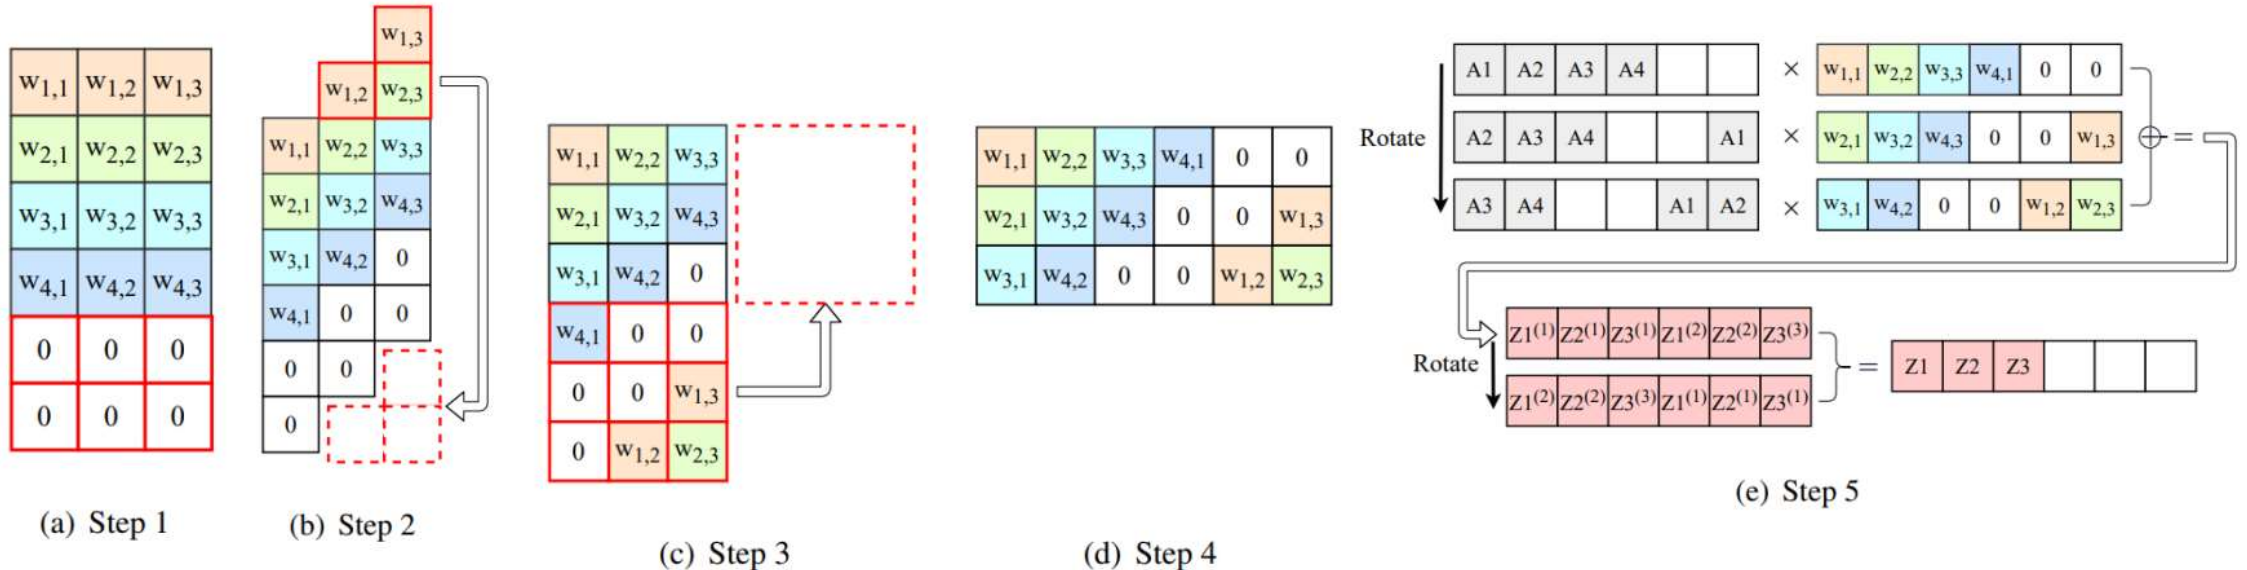 w1,1 w1,2 w1,3
w2,1 w2,2 w2,3
w3,1 w3,2 w3,3
w4,1 w4,2 w4,3
0 0 0
0 0 0
(a) Step 1
w1,3
w1,2 w2,3
w1,1 w2,2 w3,3
w2,1 w3,2 w4,3
w3,1 w4,2 0
w4,1 0 0
0 0
0
(b) Step 2
w1,1 w2,2 w3,3
w2,1 w3,2 w4,3
w3,1 w4,2 0
w4,1 0 0
0 0 w1,3
0 w1,2 w2,3
(c) Step 3
w1,1 w2,2 w3,3 w4,1 0 0
w2,1 w3,2 w4,3 0 0 w1,3
w3,1 w4,2 0 0 w1,2 w2,3
(d) Step 4
A1 A2 A3 A4 × w1,1 w2,2 w3,3 w4,1 0 0
Rotate A2 A3 A4 A1 × w2,1 w3,2 w4,3 0 0 w1,3 ⊕ =
A3 A4 A1 A2 × w3,1 w4,2 0 0 w1,2 w2,3
Z1(1) Z2(1) Z3(1) Z1(2) Z2(2) Z3(3)
Rotate = Z1 Z2 Z3
Z1(2) Z2(2) Z3(3) Z1(1) Z2(1) Z3(1)
(e) Step 5